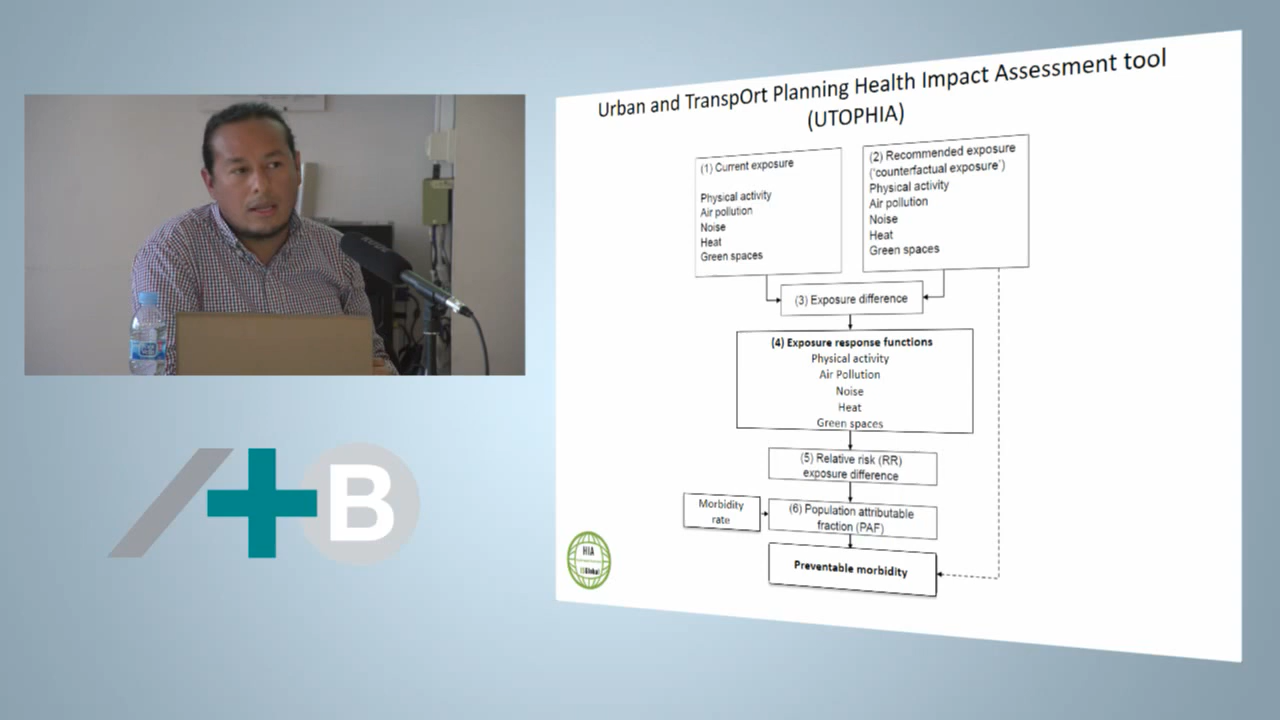 Urban and TranspOrt Planning Health Impact Assessment tool
(UTOPHIA)
(1) Current exposure
Physical activity
Air pollution
Noise
Heat
Green spaces
(2) Recommended exposure
('counterfactual exposure')
Physical activity
Air pollution
Noise
Heat
Green spaces
(3) Exposure difference
(4) Exposure response functions
Physical activity
Air Pollution
Noise
Heat
Green spaces
(5) Relative risk (RR)
exposure difference
Morbidity
rate
(6) Population attributable
fraction (PAF)
Preventable morbidity
HIA
ISGlobal
B